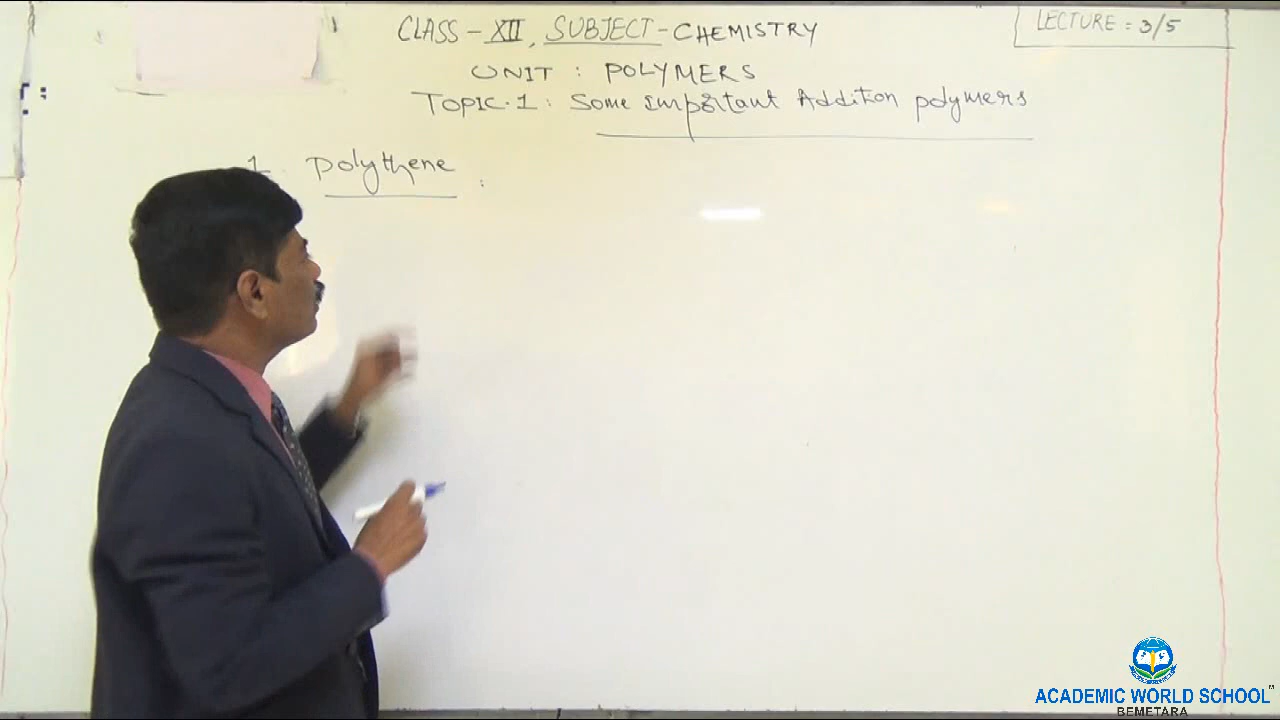 CLASS - XII, SUBJECT - CHEMISTRY
LECTURE : 3/5
UNIT : POLYMERS
TOPIC.1 : Some important Addition polymers
1. Polythene :
ACADEMIC WORLD SCHOOL™
BEMETARA